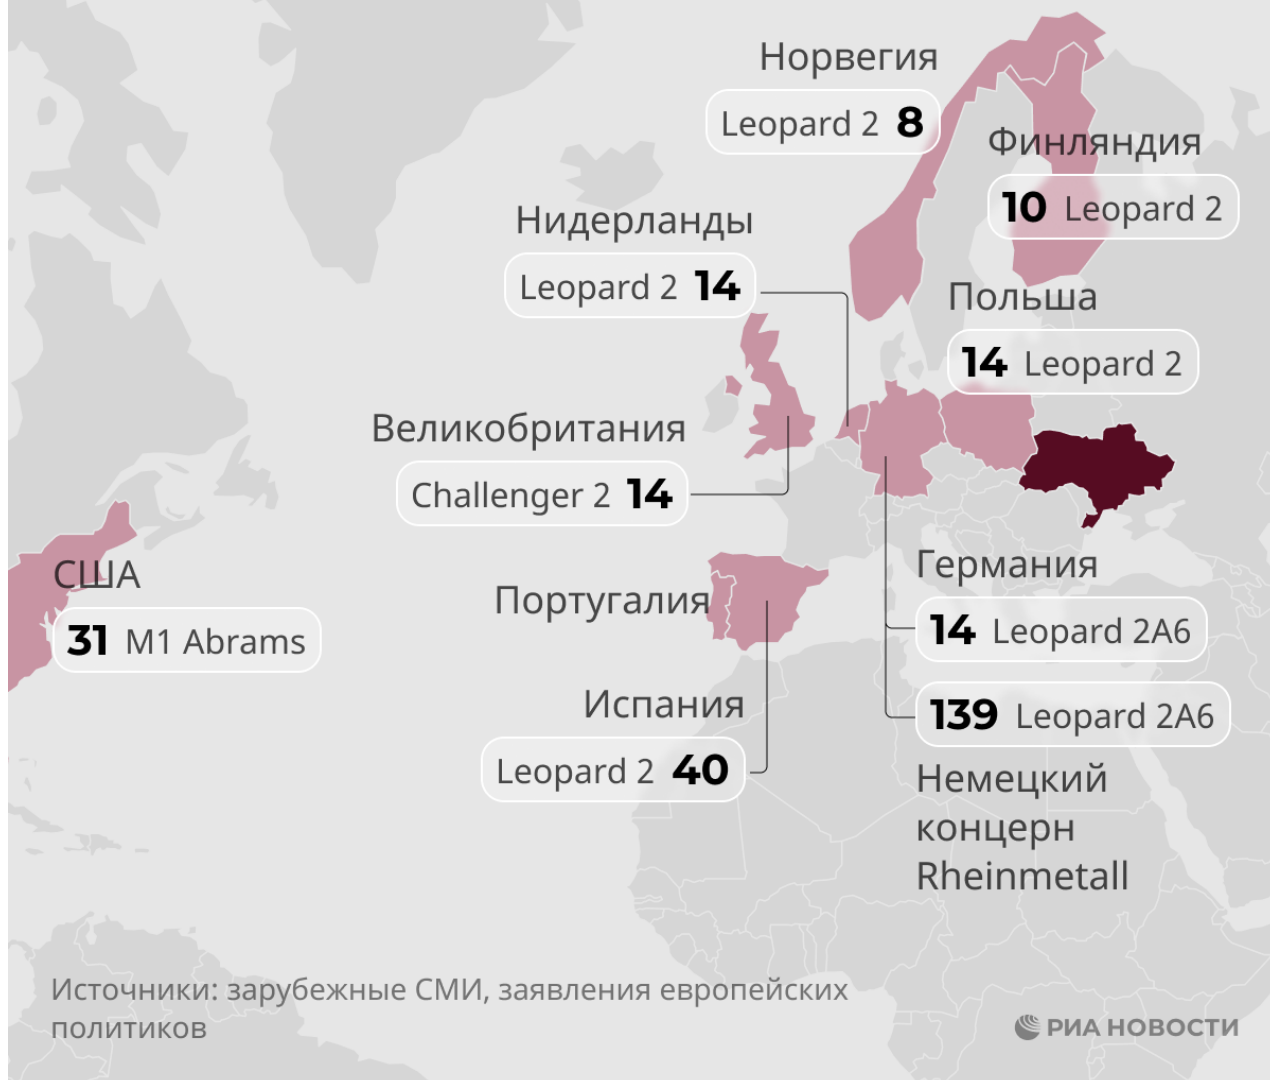 Норвегия
Leopard 2 8
Финляндия
10 Leopard 2
Нидерланды
Leopard 2 14
Польша
14 Leopard 2
Великобритания
Challenger 2 14
США
31 M1 Abrams
Португалия
Германия
14 Leopard 2A6
139 Leopard 2A6
Немецкий
концерн
Rheinmetall
Испания
Leopard 2 40
Источники: зарубежные СМИ, заявления европейских
политиков
РИА НОВОСТИ